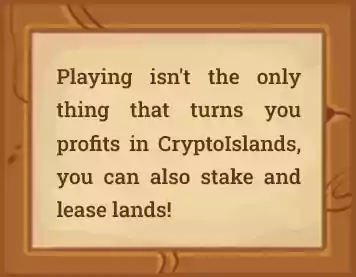 Playing isn't the only
thing that turns you
profits in CryptoIslands,
you can also stake and
lease lands!